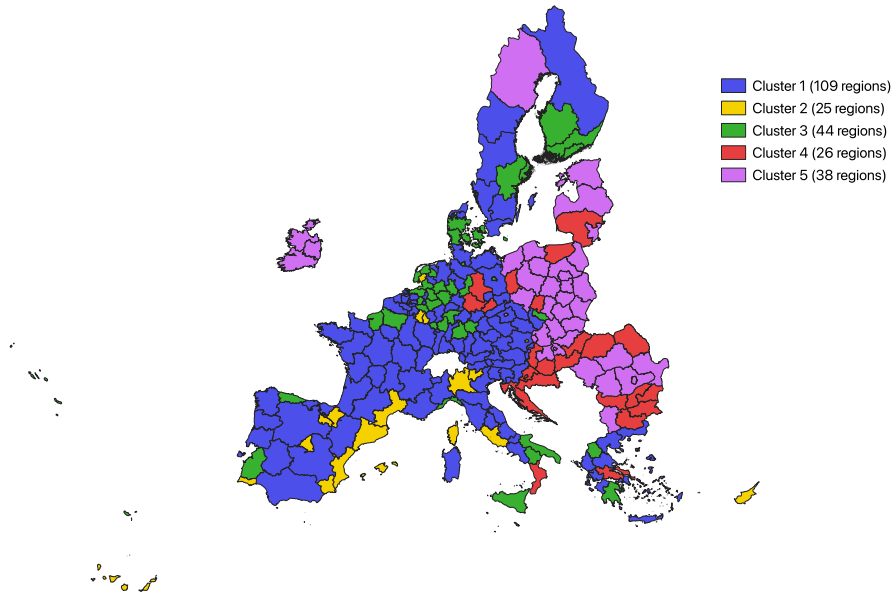 Cluster 1 (109 regions)
Cluster 2 (25 regions)
Cluster 3 (44 regions)
Cluster 4 (26 regions)
Cluster 5 (38 regions)